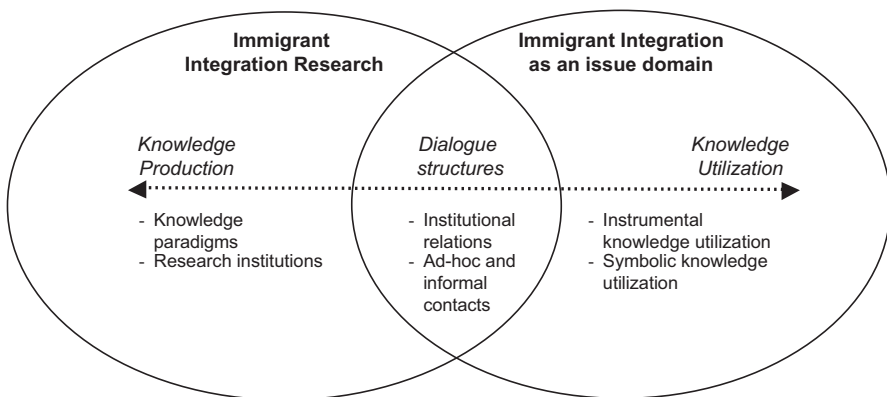 Immigrant
Integration Research
Immigrant Integration
as an issue domain
Knowledge
Production
Dialogue
structures
Knowledge
Utilization
- Knowledge
paradigms
- Research institutions
- Institutional
relations
- Ad-hoc and
informal
contacts
- Instrumental
knowledge utilization
- Symbolic knowledge
utilization